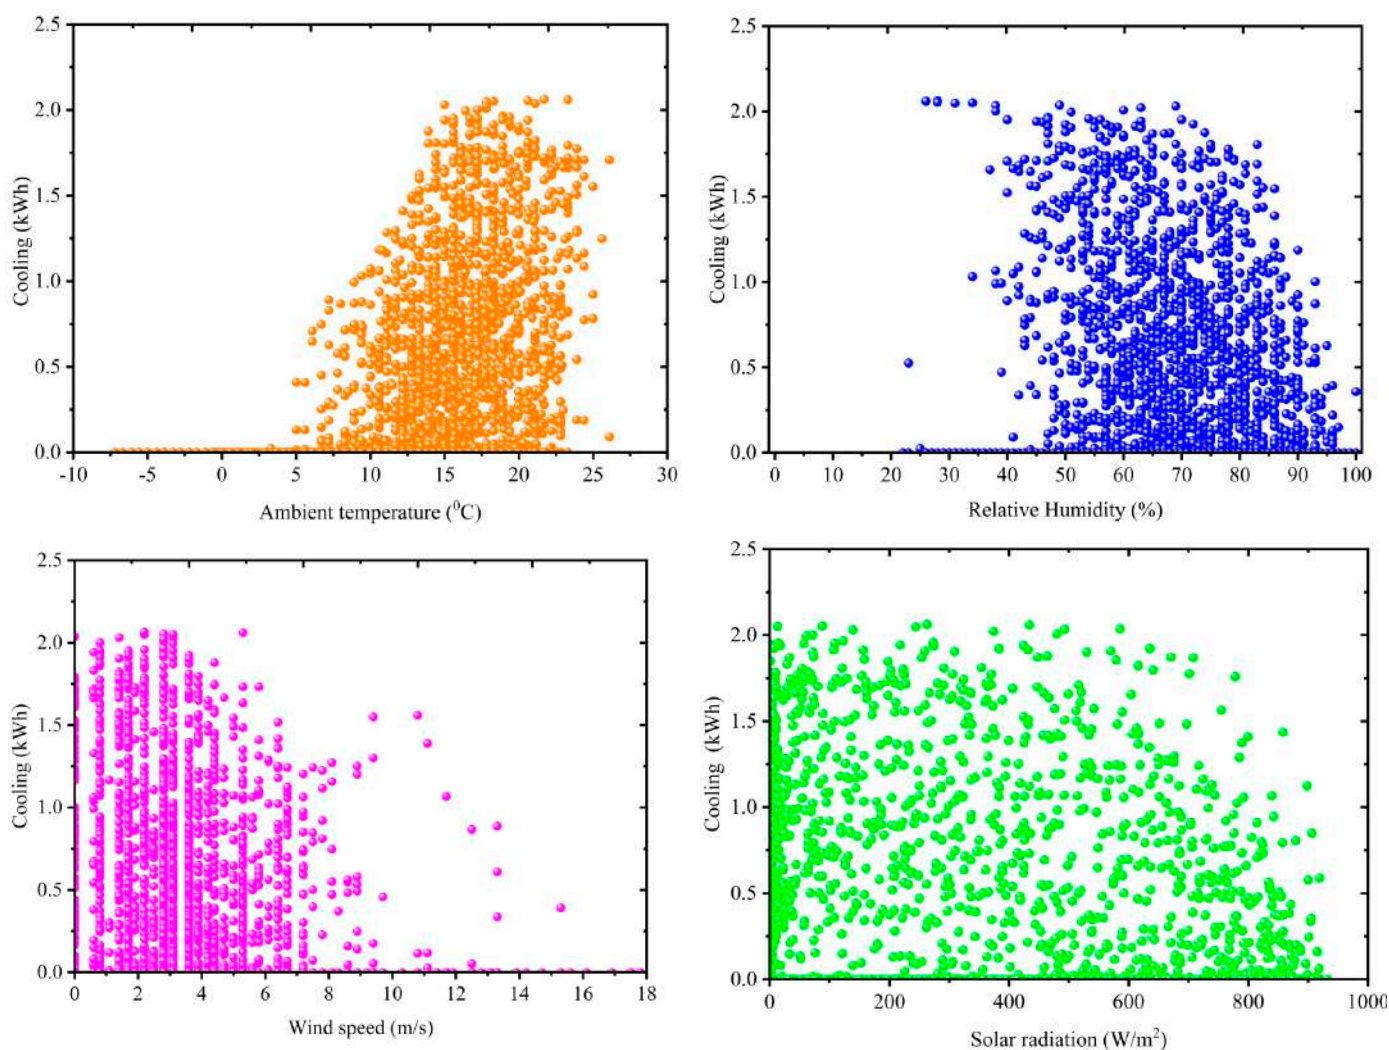 2.5
2.0
1.5
1.0
0.5
0.0
Cooling (kWh)
-10 -5 0 5 10 15 20 25 30
Ambient temperature (⁰C)
2.5
2.0
1.5
1.0
0.5
0.0
Cooling (kWh)
0 10 20 30 40 50 60 70 80 90 100
Relative Humidity (%)
2.5
2.0
1.5
1.0
0.5
0.0
Cooling (kWh)
0 2 4 6 8 10 12 14 16 18
Wind speed (m/s)
2.5
2.0
1.5
1.0
0.5
0.0
Cooling (kWh)
0 200 400 600 800 1000
Solar radiation (W/m²)